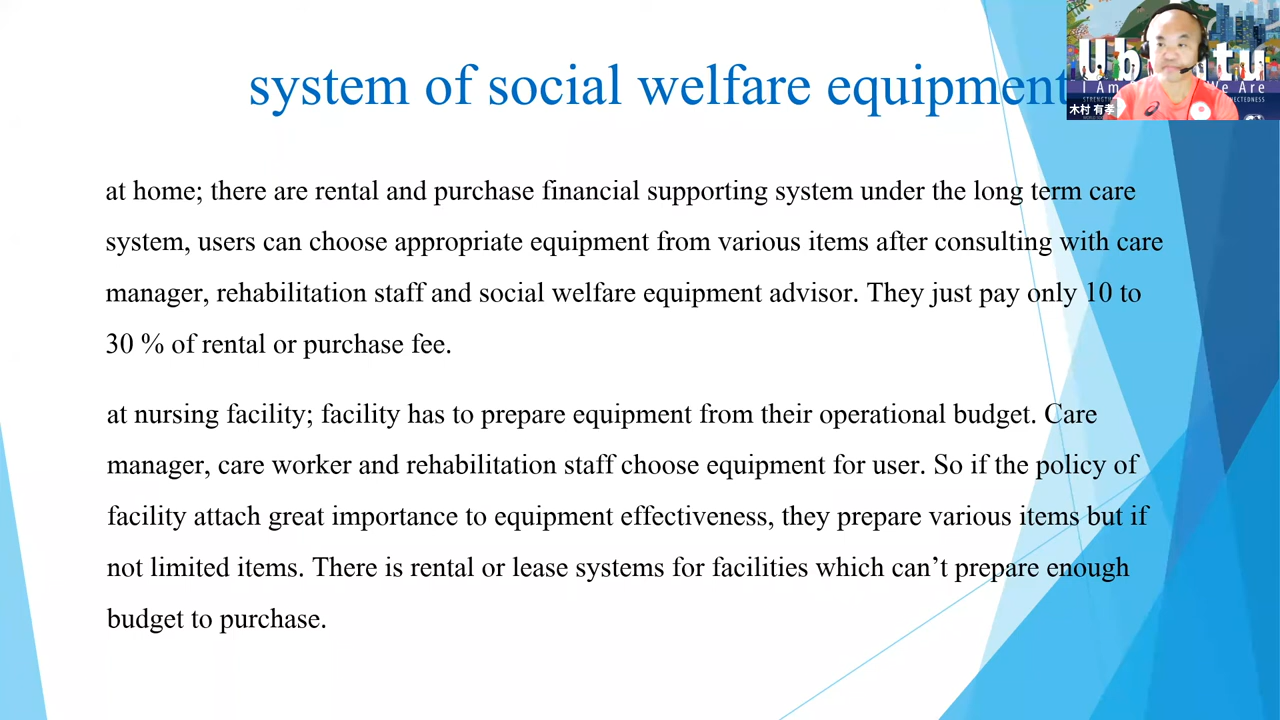 system of social welfare equipment
at home; there are rental and purchase financial supporting system under the long term care
system, users can choose appropriate equipment from various items after consulting with care
manager, rehabilitation staff and social welfare equipment advisor. They just pay only 10 to
30 % of rental or purchase fee.
at nursing facility; facility has to prepare equipment from their operational budget. Care
manager, care worker and rehabilitation staff choose equipment for user. So if the policy of
facility attach great importance to equipment effectiveness, they prepare various items but if
not limited items. There is rental or lease systems for facilities which can’t prepare enough
budget to purchase.
Ub tu
I Am We Are
木村 有孝